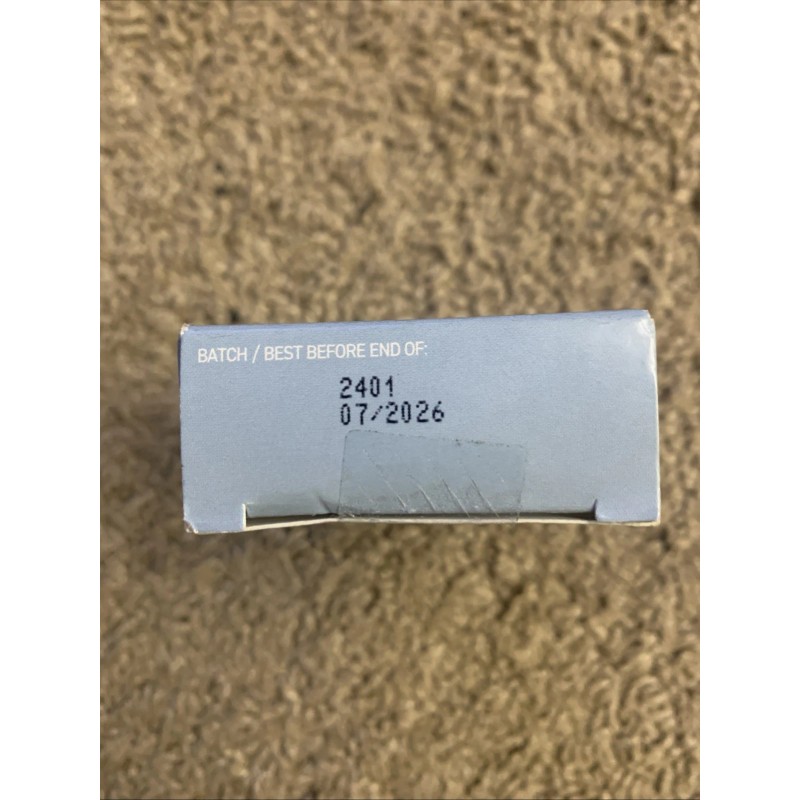 BATCH / BEST BEFORE END OF:
2401
07/2026